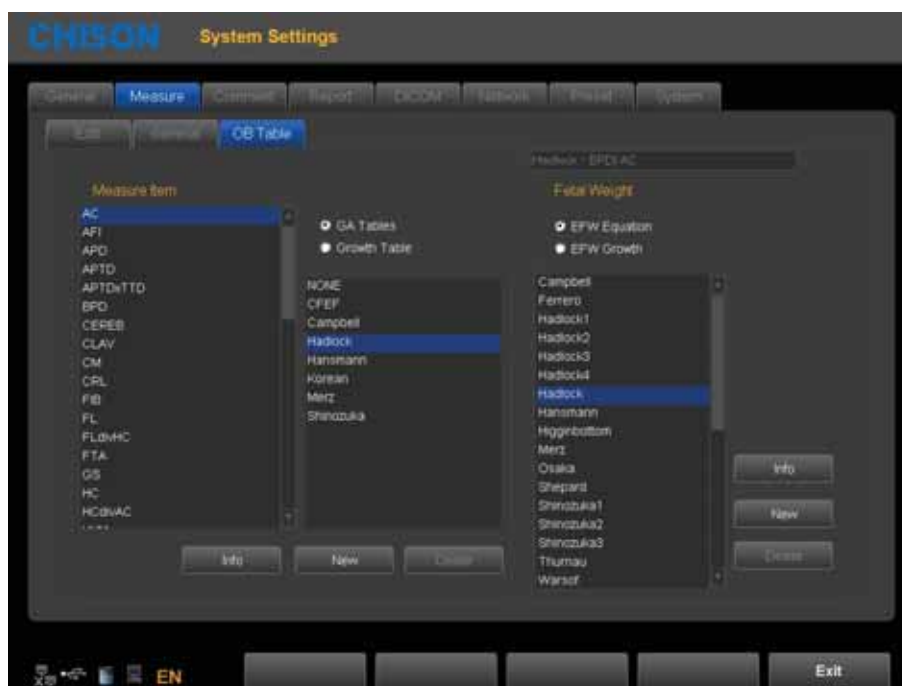 CHISON
System Settings
General Measure Comment Report DICOM Network Preset System
Edit General OB Table
Hadlock - BPD/AC
Measure Item
Fetal Weight
AC
AFI
APD
APTD
APTDxTTD
BPD
CEREB
CLAV
CM
CRL
FIB
FL
FLdivHC
FTA
GS
HC
HCdivAC
GA Tables
Growth Table
NONE
CFEF
Campbell
Hadlock
Hansmann
Korean
Merz
Shinozuka
EFW Equation
EFW Growth
Campbell
Ferrero
Hadlock1
Hadlock2
Hadlock3
Hadlock4
Hadlock
Hansmann
Higginbottom
Merz
Osaka
Shepard
Shinozuka1
Shinozuka2
Shinozuka3
Thurnau
Warsof
Info
New
Delete
Info New Delete
EN
Exit